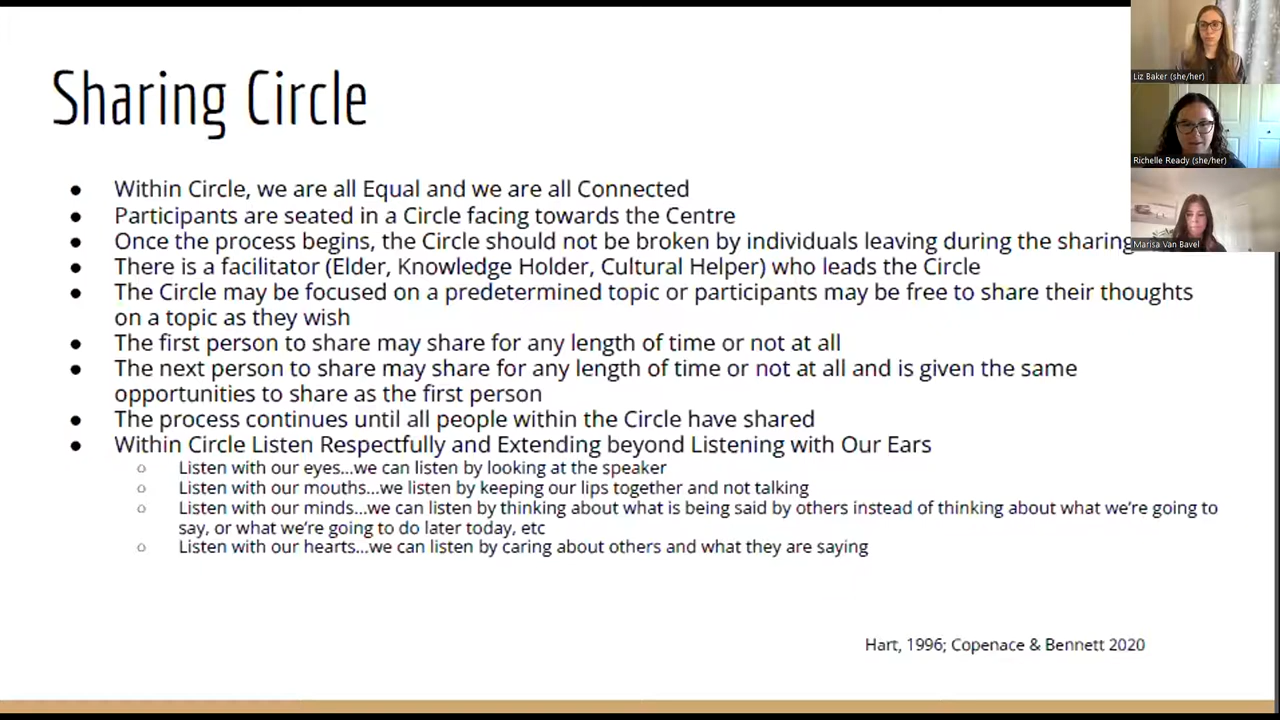 Sharing Circle
Liz Baker (she/her)
Richelle Ready (she/her)
Marisa Van Bavel
● Within Circle, we are all Equal and we are all Connected
● Participants are seated in a Circle facing towards the Centre
● Once the process begins, the Circle should not be broken by individuals leaving during the sharing
● There is a facilitator (Elder, Knowledge Holder, Cultural Helper) who leads the Circle
● The Circle may be focused on a predetermined topic or participants may be free to share their thoughts
on a topic as they wish
● The first person to share may share for any length of time or not at all
● The next person to share may share for any length of time or not at all and is given the same
opportunities to share as the first person
● The process continues until all people within the Circle have shared
● Within Circle Listen Respectfully and Extending beyond Listening with Our Ears
○ Listen with our eyes...we can listen by looking at the speaker
○ Listen with our mouths...we listen by keeping our lips together and not talking
○ Listen with our minds...we can listen by thinking about what is being said by others instead of thinking about what we're going to
say, or what we're going to do later today, etc
○ Listen with our hearts...we can listen by caring about others and what they are saying
Hart, 1996; Copenace & Bennett 2020